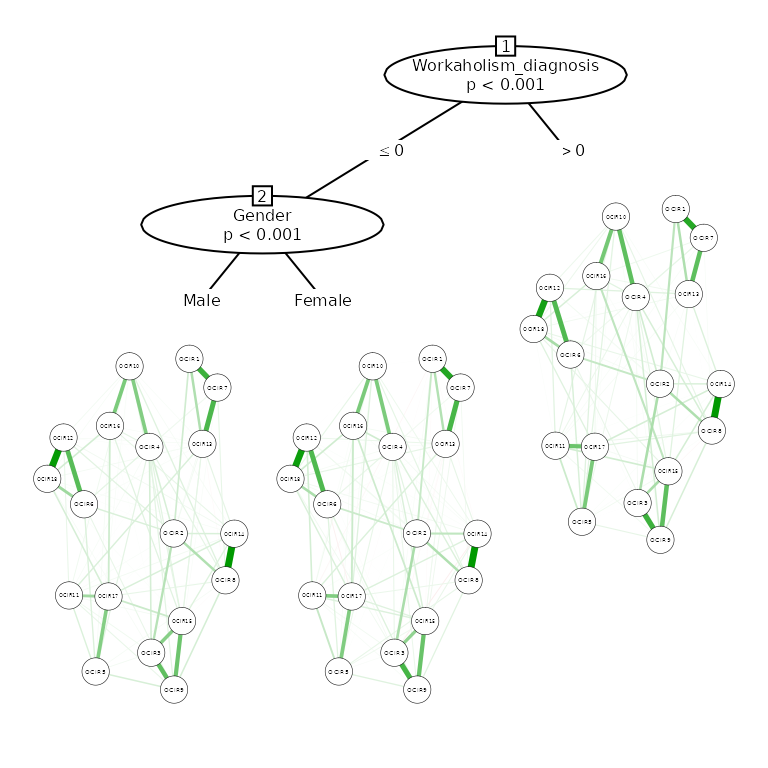 1
Workaholism_diagnosis
p < 0.001
≤ 0
> 0
2
Gender
p < 0.001
Male
Female
OCIR10
OCIR1
OCIR7
OCIR16
OCIR4
OCIR13
OCIR12
OCIR18
OCIR6
OCIR2
OCIR14
OCIR8
OCIR11
OCIR17
OCIR15
OCIR3
OCIR5
OCIR9
OCIR10
OCIR1
OCIR7
OCIR16
OCIR4
OCIR13
OCIR12
OCIR18
OCIR6
OCIR2
OCIR14
OCIR8
OCIR11
OCIR17
OCIR15
OCIR3
OCIR5
OCIR9
OCIR10
OCIR1
OCIR7
OCIR16
OCIR4
OCIR13
OCIR12
OCIR18
OCIR6
OCIR2
OCIR14
OCIR8
OCIR11
OCIR17
OCIR15
OCIR3
OCIR5
OCIR9